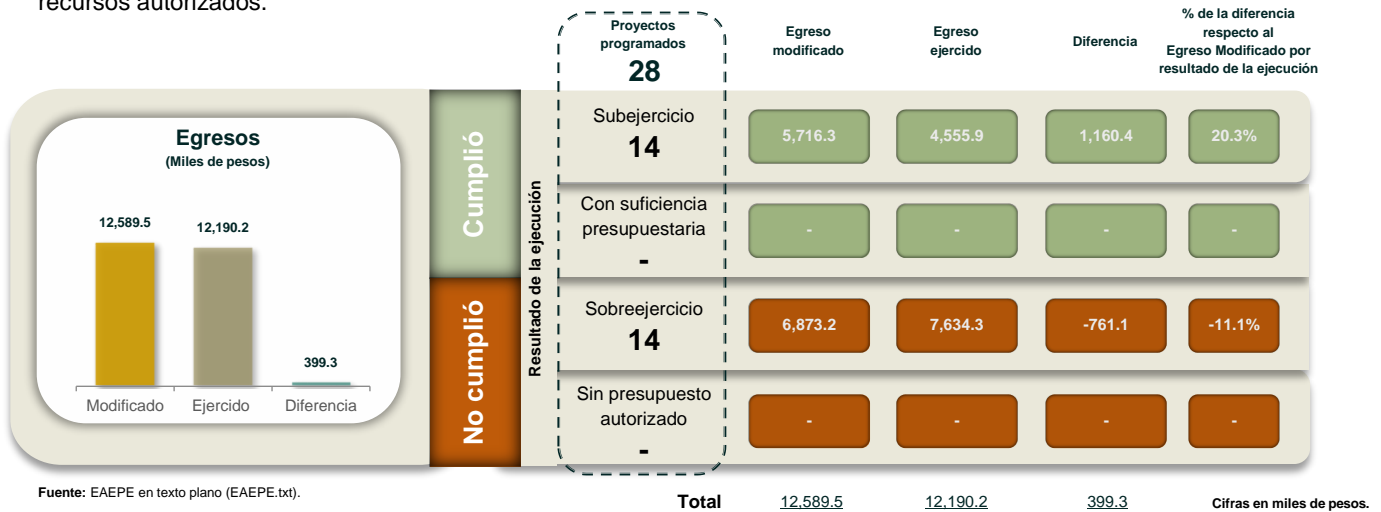 recursos autorizados.
Proyectos
programados
28
Egreso
modificado
Egreso
ejercido
Diferencia
% de la diferencia
respecto al
Egreso Modificado por
resultado de la ejecución
Egresos
(Miles de pesos)
12,589.5
12,190.2
399.3
Modificado
Ejercido
Diferencia
Cumplió
No cumplió
Resultado de la ejecución
Subejercicio
14
5,716.3
4,555.9
1,160.4
20.3%
Con suficiencia
presupuestaria
-
-
-
-
-
Sobreejercicio
14
6,873.2
7,634.3
-761.1
-11.1%
Sin presupuesto
autorizado
-
-
-
-
-
Fuente: EAEPE en texto plano (EAEPE.txt).
Total
12,589.5
12,190.2
399.3
Cifras en miles de pesos.